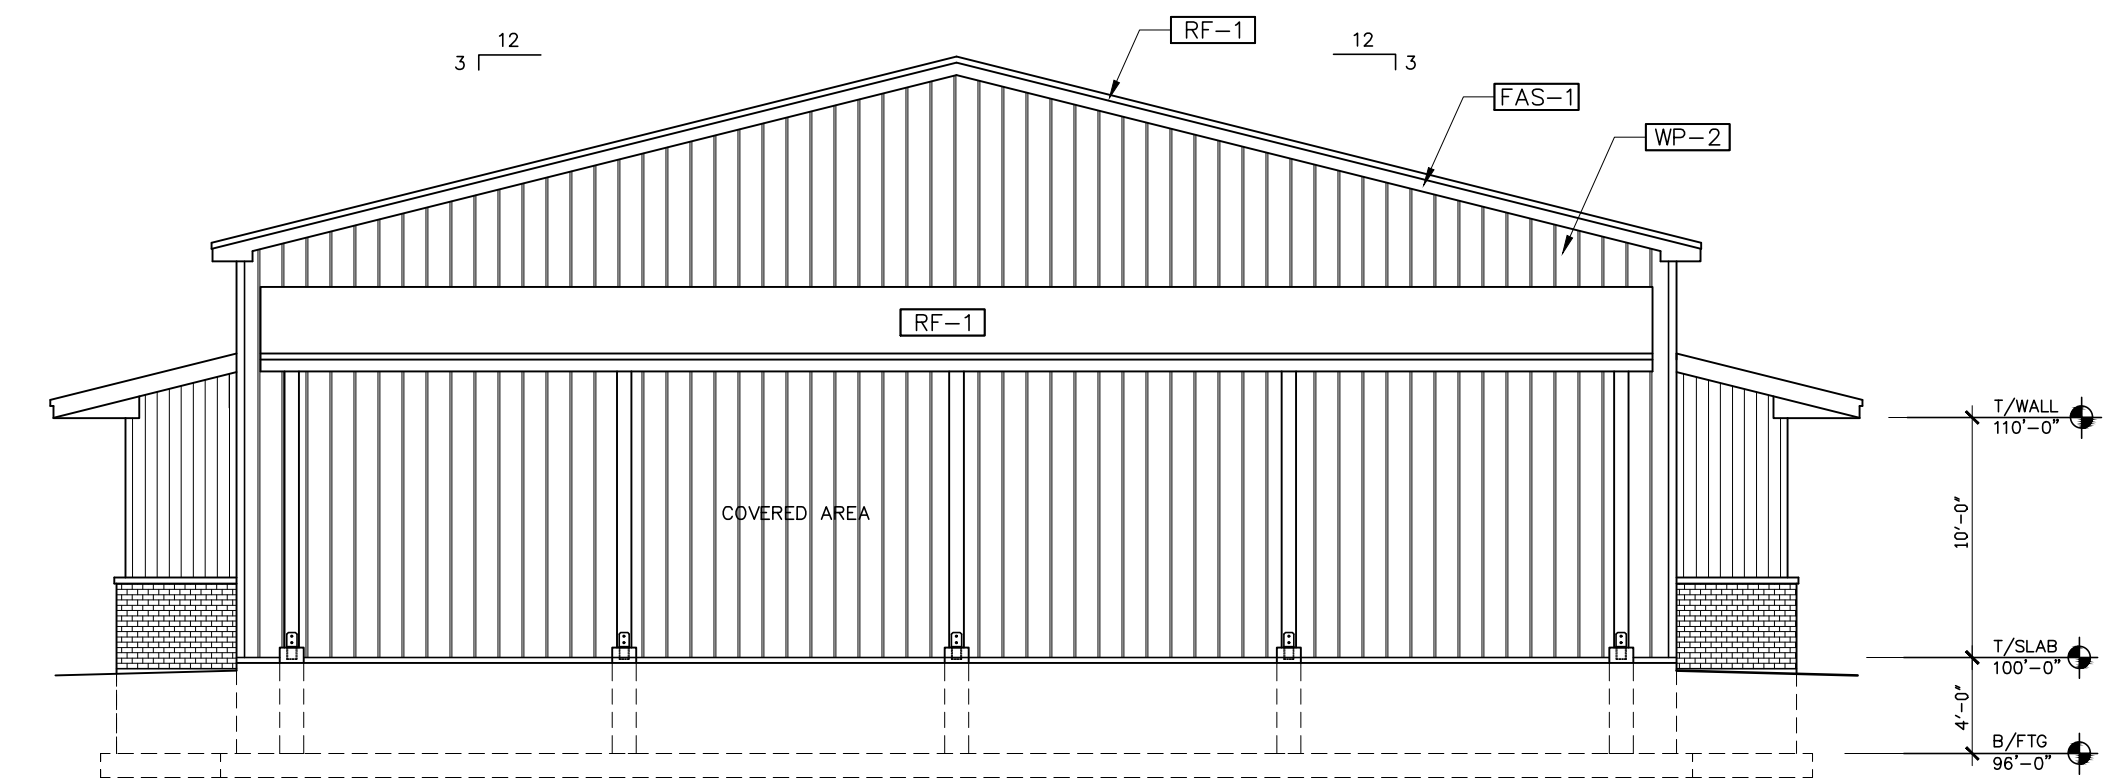 12
3
RF-1
12
3
FAS-1
WP-2
RF-1
COVERED AREA
T/WALL
110'-0"
10'-0"
T/SLAB
100'-0"
4'-0"
B/FTG
96'-0"